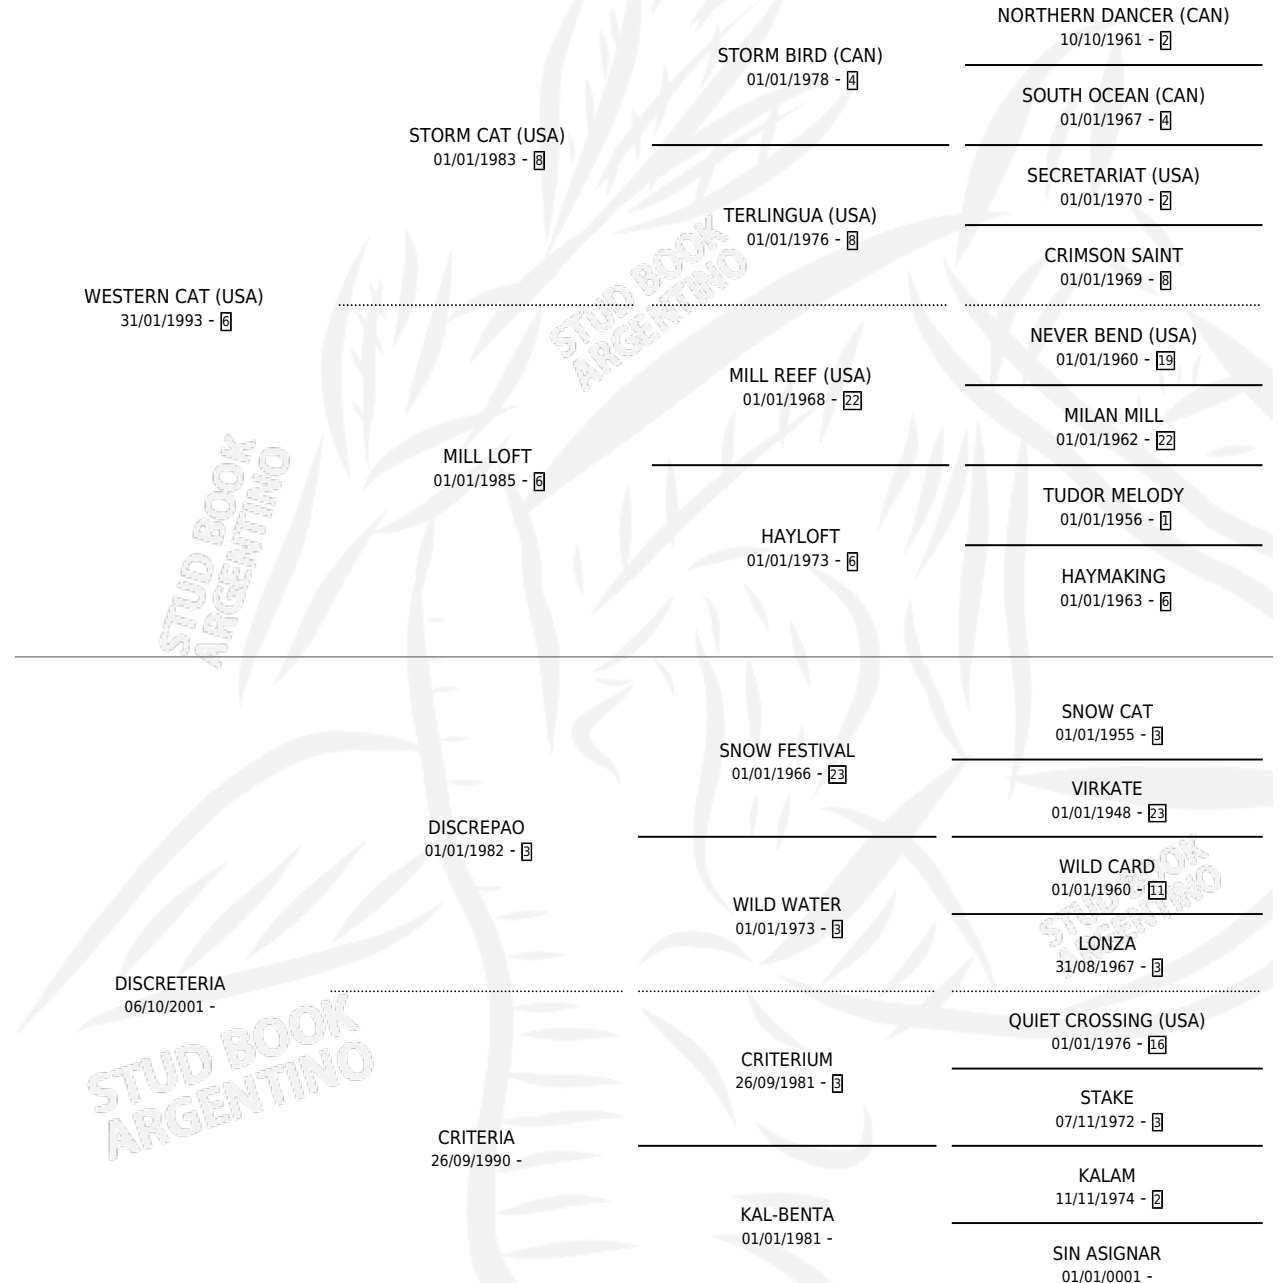 NORTHERN DANCER (CAN)
10/10/1961 - 2
STORM BIRD (CAN)
01/01/1978 - 4
SOUTH OCEAN (CAN)
01/01/1967 - 4
STORM CAT (USA)
01/01/1983 - 8
SECRETARIAT (USA)
01/01/1970 - 2
TERLINGUA (USA)
01/01/1976 - 8
CRIMSON SAINT
01/01/1969 - 8
WESTERN CAT (USA)
31/01/1993 - 6
STUD BOOK
ARGENTINO
NEVER BEND (USA)
01/01/1960 - 19
MILL REEF (USA)
01/01/1968 - 22
MILAN MILL
01/01/1962 - 22
MILL LOFT
01/01/1985 - 6
TUDOR MELODY
01/01/1956 - 1
HAYLOFT
01/01/1973 - 6
HAYMAKING
01/01/1963 - 6
STUD BOOK
ARGENTINO
SNOW CAT
01/01/1955 - 3
SNOW FESTIVAL
01/01/1966 - 23
VIRKATE
01/01/1948 - 23
DISCREPAO
01/01/1982 - 3
WILD CARD
01/01/1960 - 11
WILD WATER
01/01/1973 - 3
LONZA
31/08/1967 - 3
STUD BOOK
ARGENTINO
DISCRETERIA
06/10/2001 -
QUIET CROSSING (USA)
01/01/1976 - 16
CRITERIUM
26/09/1981 - 3
STAKE
07/11/1972 - 3
STUD BOOK
ARGENTINO
CRITERIA
26/09/1990 -
KALAM
11/11/1974 - 2
KAL-BENTA
01/01/1981 -
SIN ASIGNAR
01/01/0001 -